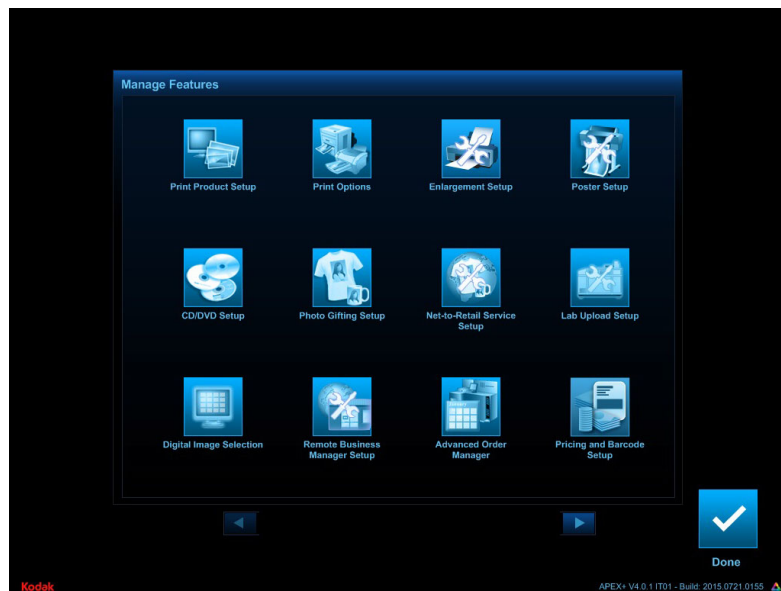 Manage Features
Print Product Setup
Print Options
Enlargement Setup
Poster Setup
CD/DVD Setup
Photo Gifting Setup
Net-to-Retail Service
Setup
Lab Upload Setup
Digital Image Selection
Remote Business
Manager Setup
Advanced Order
Manager
Pricing and Barcode
Setup
Done
Kodak
APEX+ V4.0.1 IT01 - Build: 2015.0721.0155